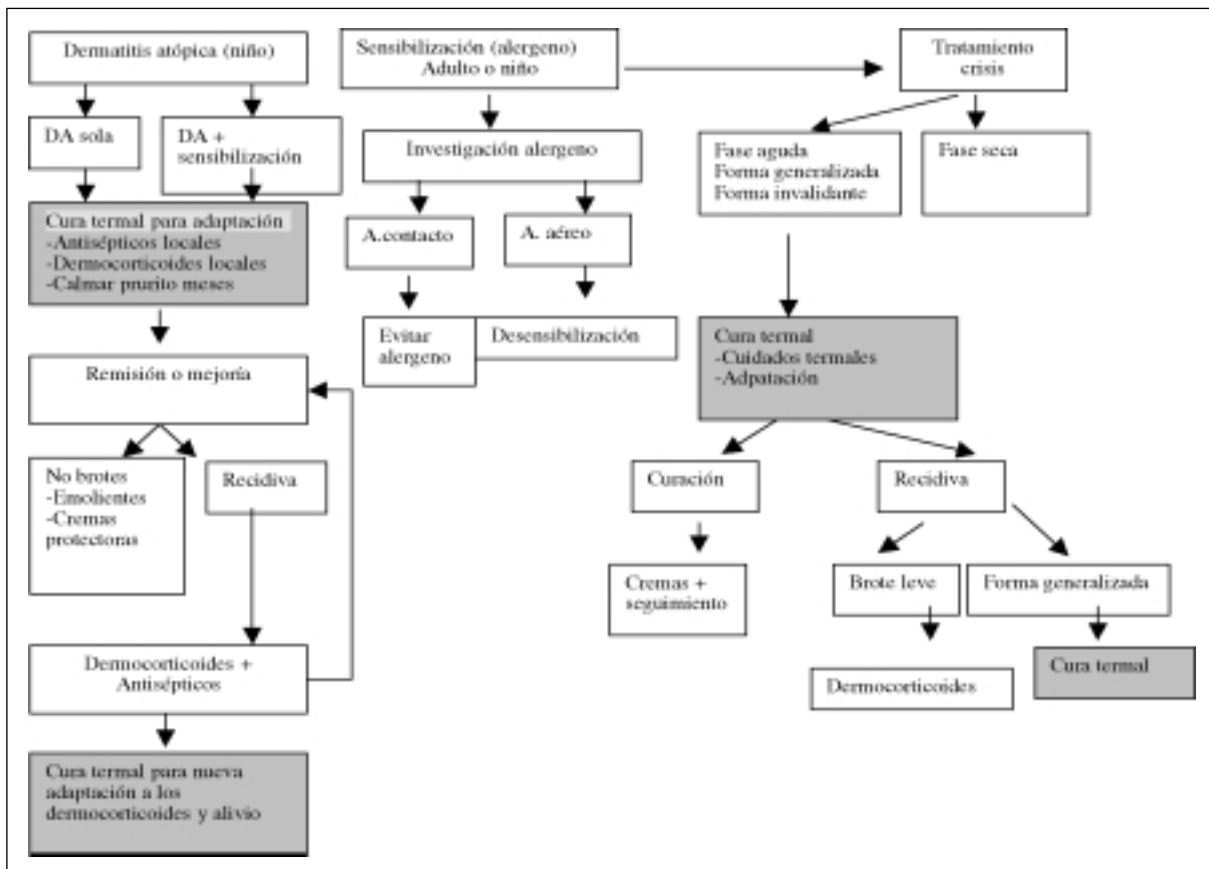 Dermatitis atópica (niño)
DA sola
DA +
sensibilización
Cura termal para adaptación
-Antisépticos locales
-Dermocorticoides locales
-Calmar prurito meses
Remisión o mejoría
No brotes
-Emolientes
-Cremas
protectoras
Recidiva
Dermocorticoides +
Antisépticos
Cura termal para nueva
adaptación a los
dermocorticoides y alivio
Sensibilización (alergeno)
Adulto o niño
Investigación alergeno
A.contacto
A. aéreo
Evitar
alergeno
Desensibilización
Tratamiento
crisis
Fase aguda
Forma generalizada
Forma invalidante
Fase seca
Cura termal
-Cuidados termales
-Adpatación
Curación
Recidiva
Cremas +
seguimiento
Brote leve
Forma generalizada
Dermocorticoides
Cura termal